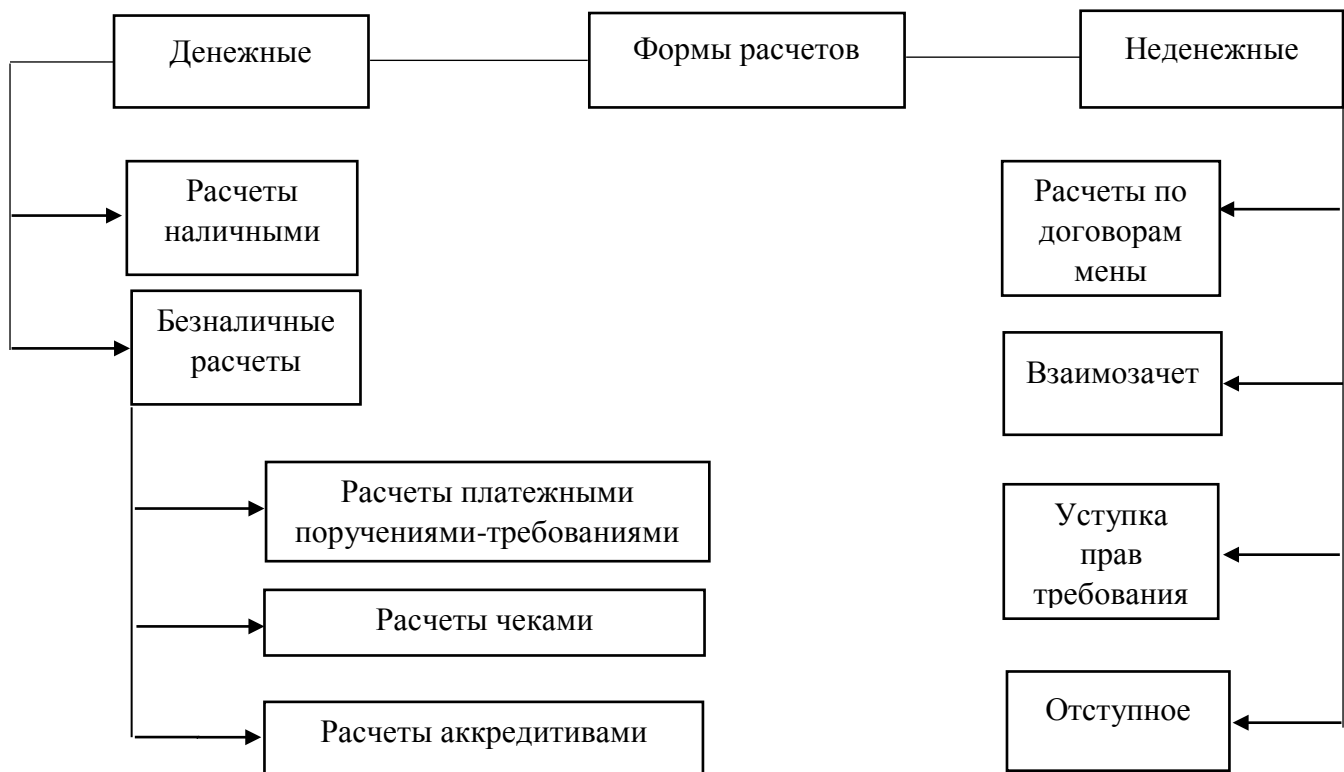 Денежные
Формы расчетов
Неденежные
Расчеты
наличными
Безналичные
расчеты
Расчеты платежными
поручениями-требованиями
Расчеты чеками
Расчеты аккредитивами
Расчеты по
договорам
мены
Взаимозачет
Уступка
прав
требования
Отступное